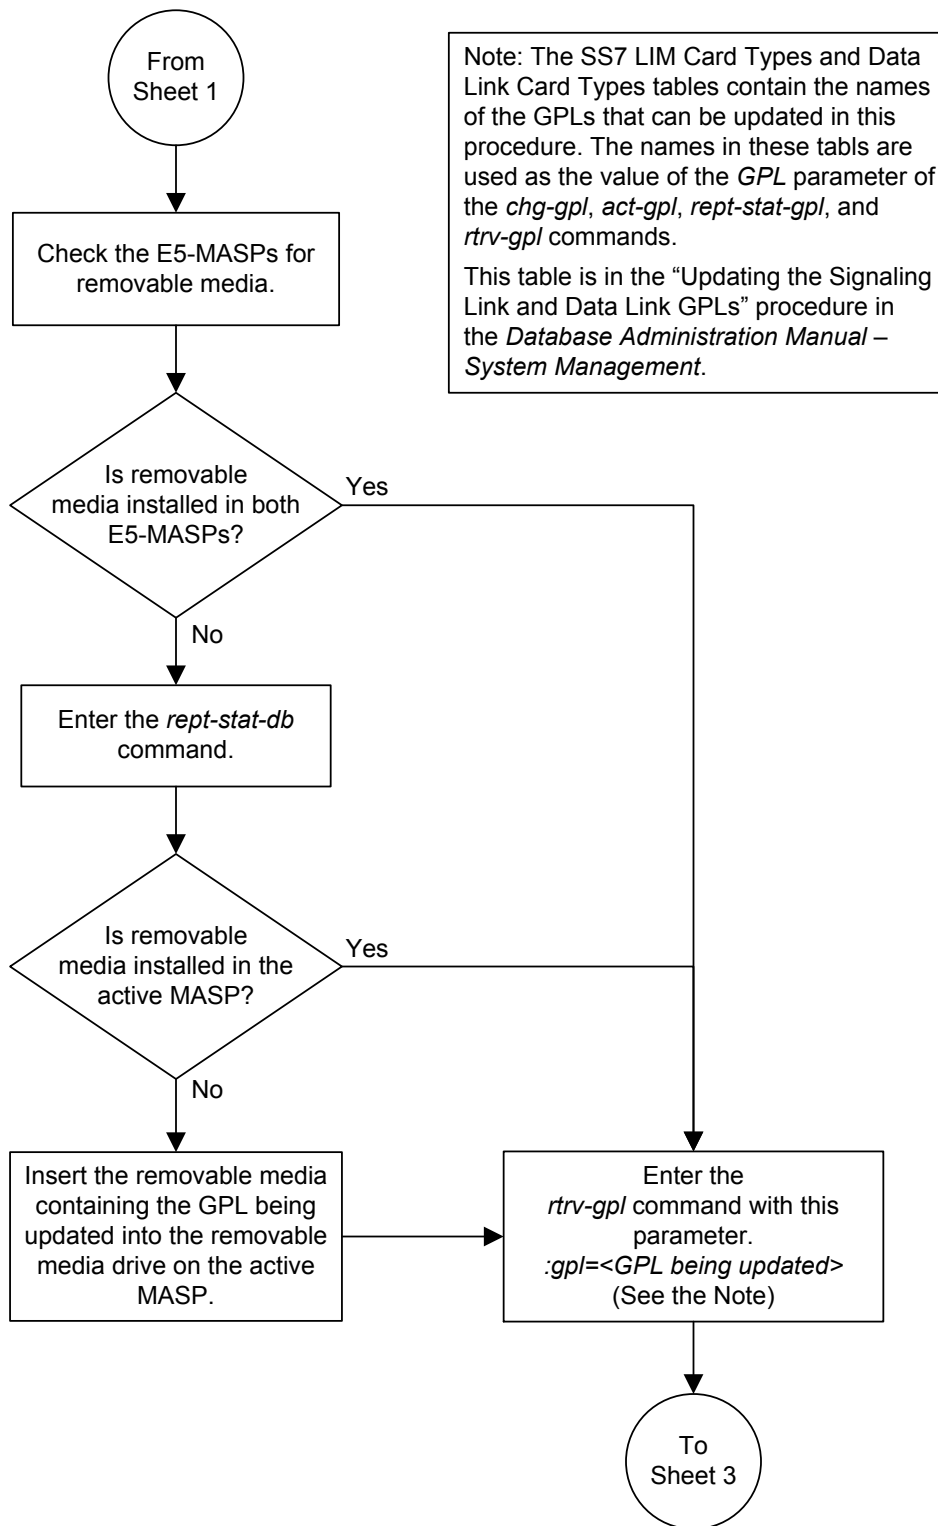 From
Sheet 1
Note: The SS7 LIM Card Types and Data
Link Card Types tables contain the names
of the GPLs that can be updated in this
procedure. The names in these tabls are
used as the value of the GPL parameter of
the chg-gpl, act-gpl, rept-stat-gpl, and
rtrv-gpl commands.
This table is in the “Updating the Signaling
Link and Data Link GPLs” procedure in
the Database Administration Manual –
System Management.
Check the E5-MASPs for
removable media.
Is removable
media installed in both
E5-MASPs?
Yes
No
Enter the rept-stat-db
command.
Is removable
media installed in the
active MASP?
Yes
No
Insert the removable media
containing the GPL being
updated into the removable
media drive on the active
MASP.
Enter the
rtrv-gpl command with this
parameter.
:gpl=<GPL being updated>
(See the Note)
To
Sheet 3